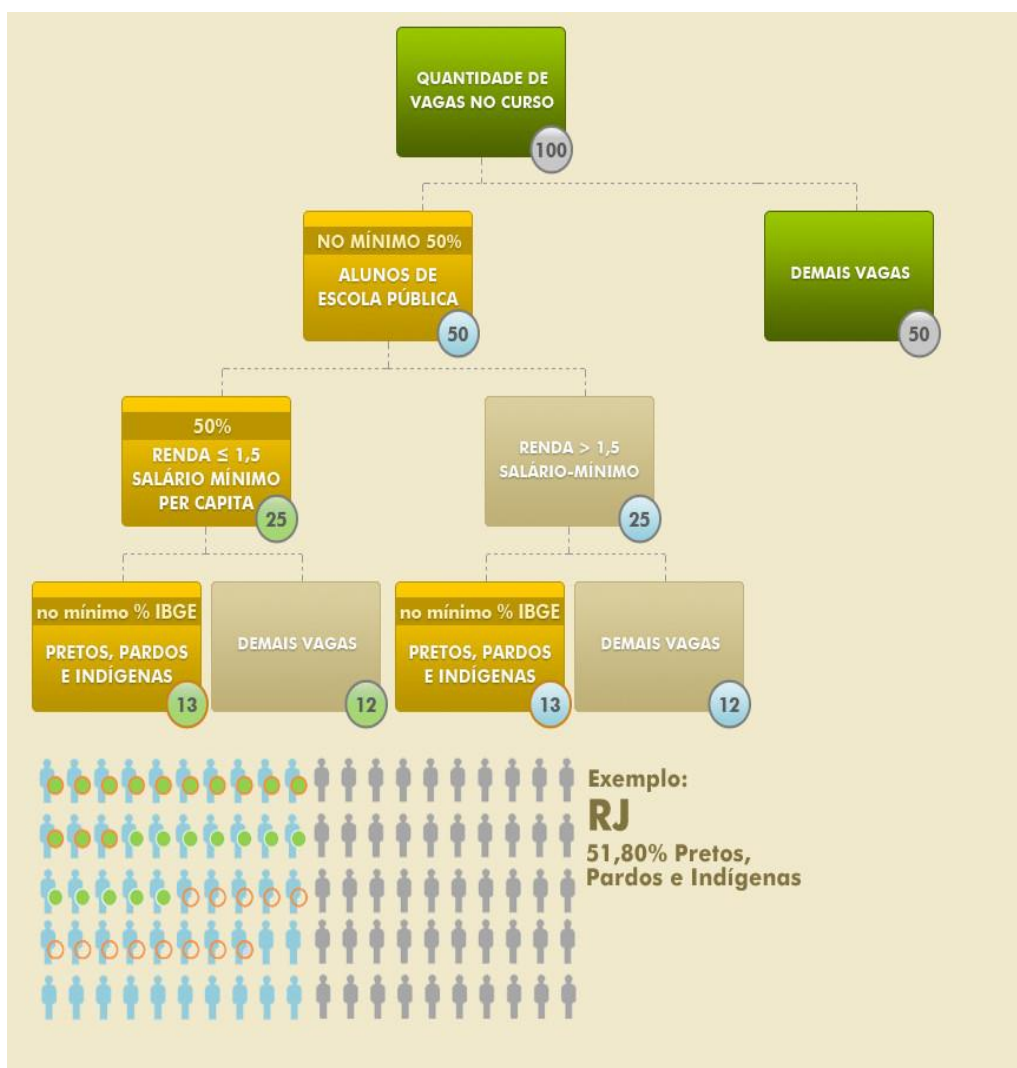 QUANTIDADE DE
VAGAS NO CURSO
100
NO MÍNIMO 50%
ALUNOS DE
ESCOLA PÚBLICA
50
DEMAIS VAGAS
50
50%
RENDA ≤ 1,5
SALÁRIO MÍNIMO
PER CAPITA
25
RENDA > 1,5
SALÁRIO-MÍNIMO
25
no mínimo % IBGE
PRETOS, PARDOS
E INDÍGENAS
13
DEMAIS VAGAS
12
no mínimo % IBGE
PRETOS, PARDOS
E INDÍGENAS
13
DEMAIS VAGAS
12
Exemplo:
RJ
51,80% Pretos,
Pardos e Indígenas